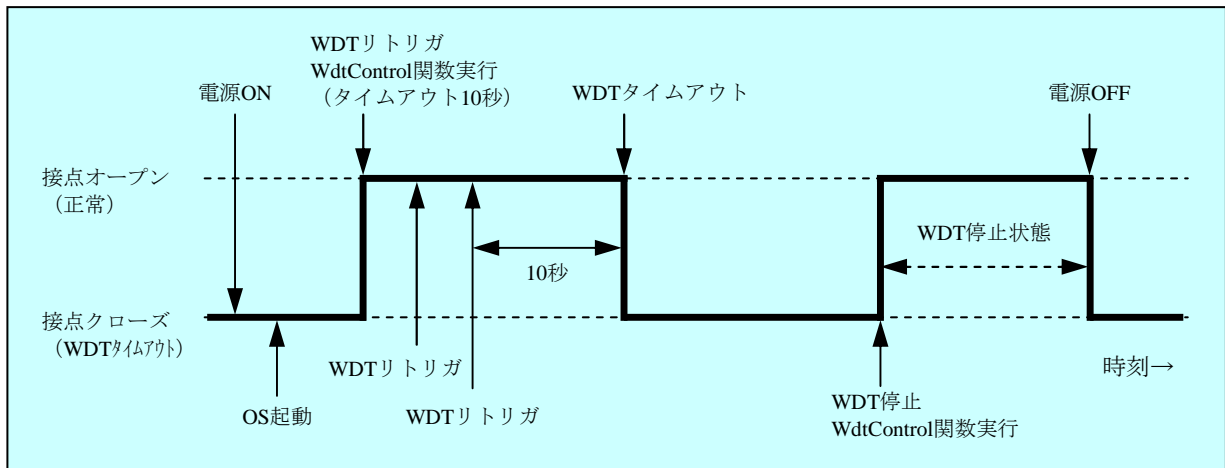 WDTリトリガ
WdtControl関数実行
（タイムアウト10秒）
電源ON
WDTタイムアウト
電源OFF
接点オープン
（正常）
WDT停止状態
10秒
接点クローズ
（WDTﾀｲﾑｱｳﾄ）
WDTリトリガ
時刻→
OS起動
WDTリトリガ
WDT停止
WdtControl関数実行